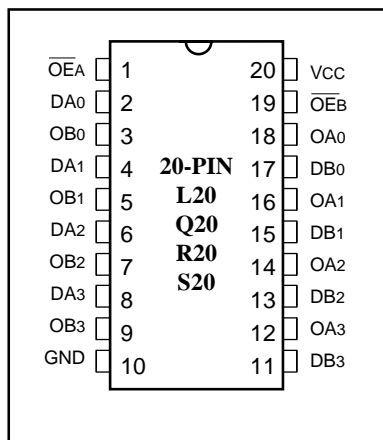 OEA 1 20 VCC
DA0 2 19 OEB
OB0 3 18 OA0
DA1 4 20-PIN 17 DB0
OB1 5 L20 16 OA1
DA2 6 Q20 15 DB1
OB2 7 R20 14 OA2
DA3 8 S20 13 DB2
OB3 9 12 OA3
GND 10 11 DB3